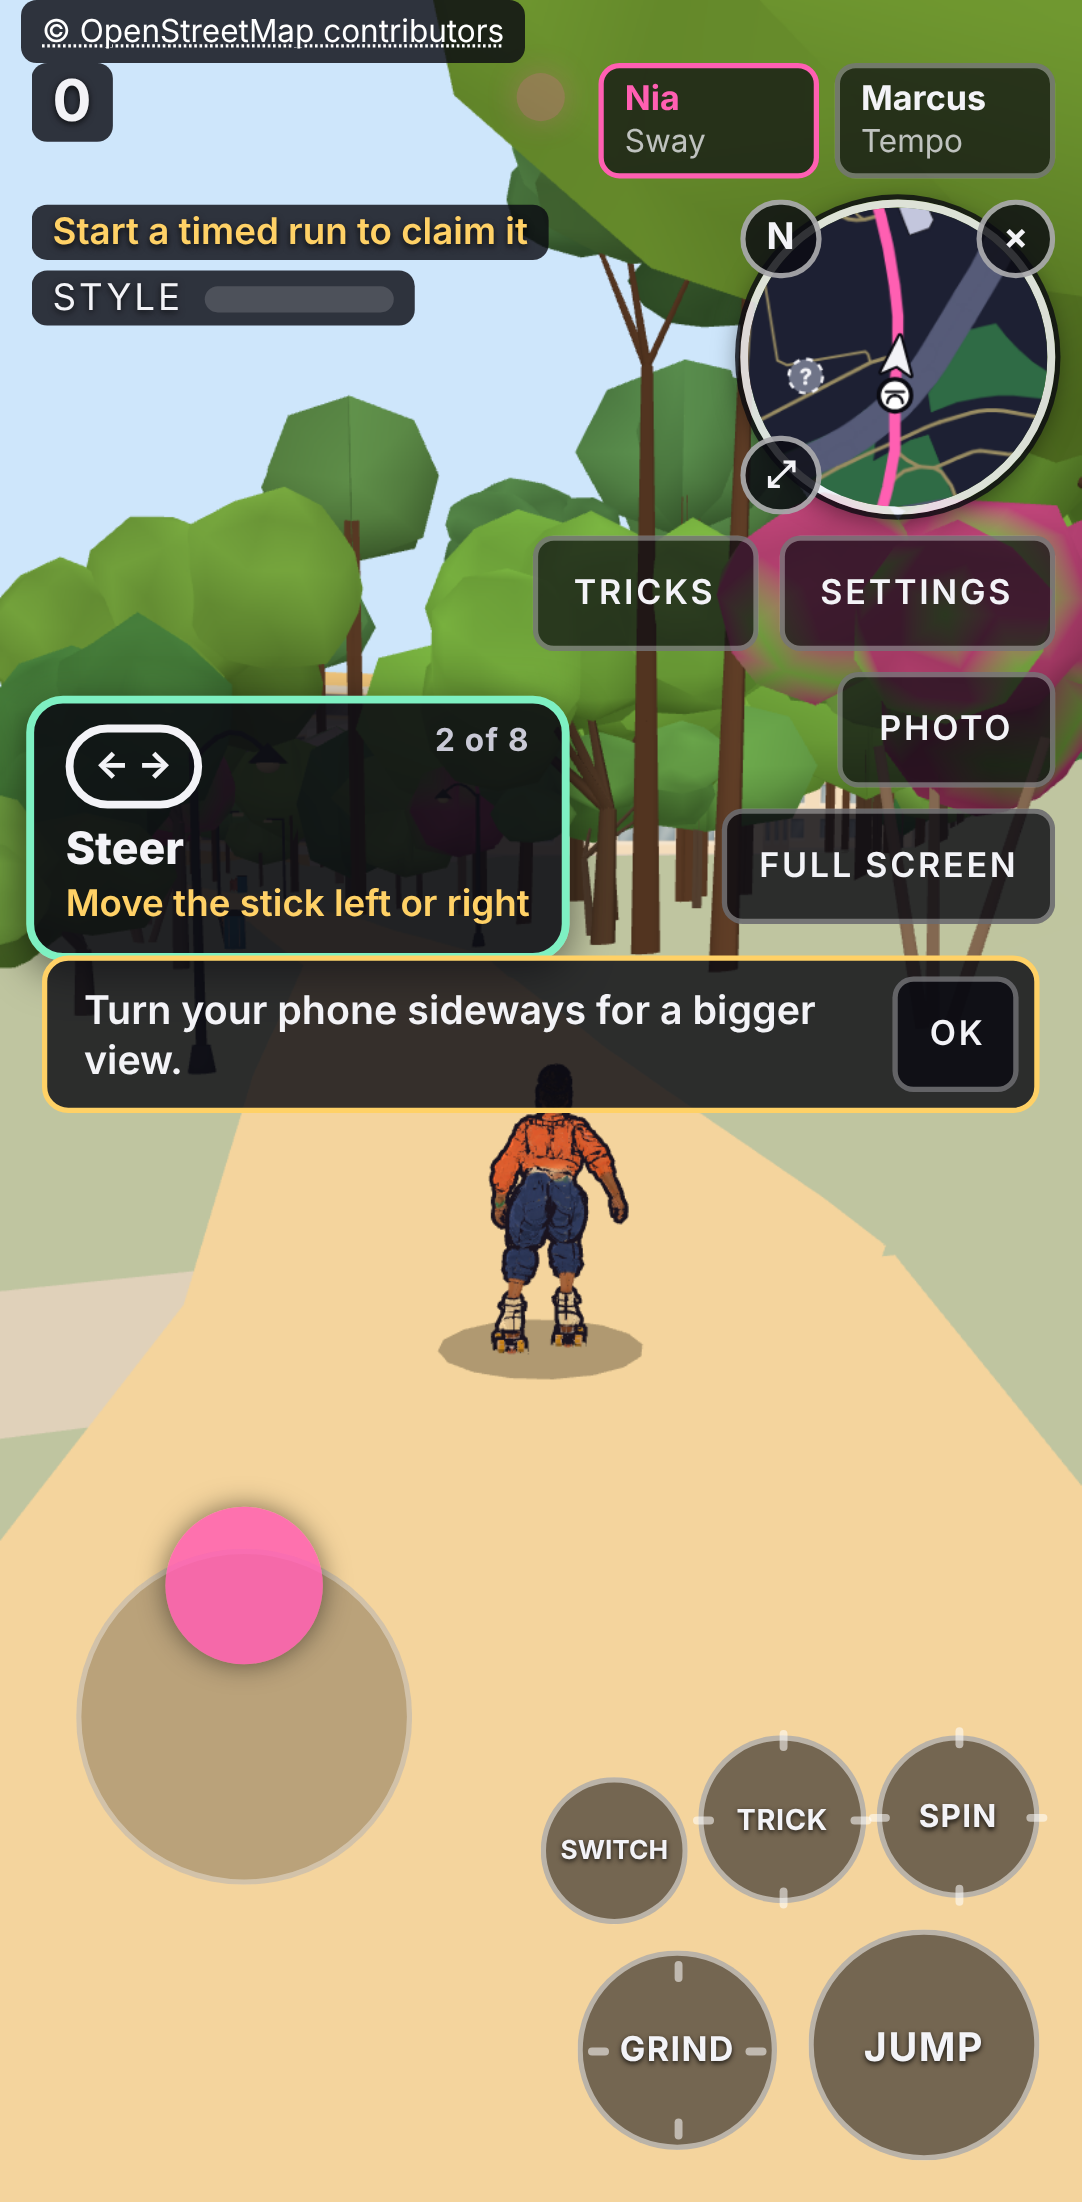 © OpenStreetMap contributors
0
Nia
Sway
Marcus
Tempo
Start a timed run to claim it
STYLE
N
×
?
TRICKS
SETTINGS
PHOTO
FULL SCREEN
2 of 8
Steer
Move the stick left or right
Turn your phone sideways for a bigger
view.
OK
SWITCH
TRICK
SPIN
GRIND
JUMP